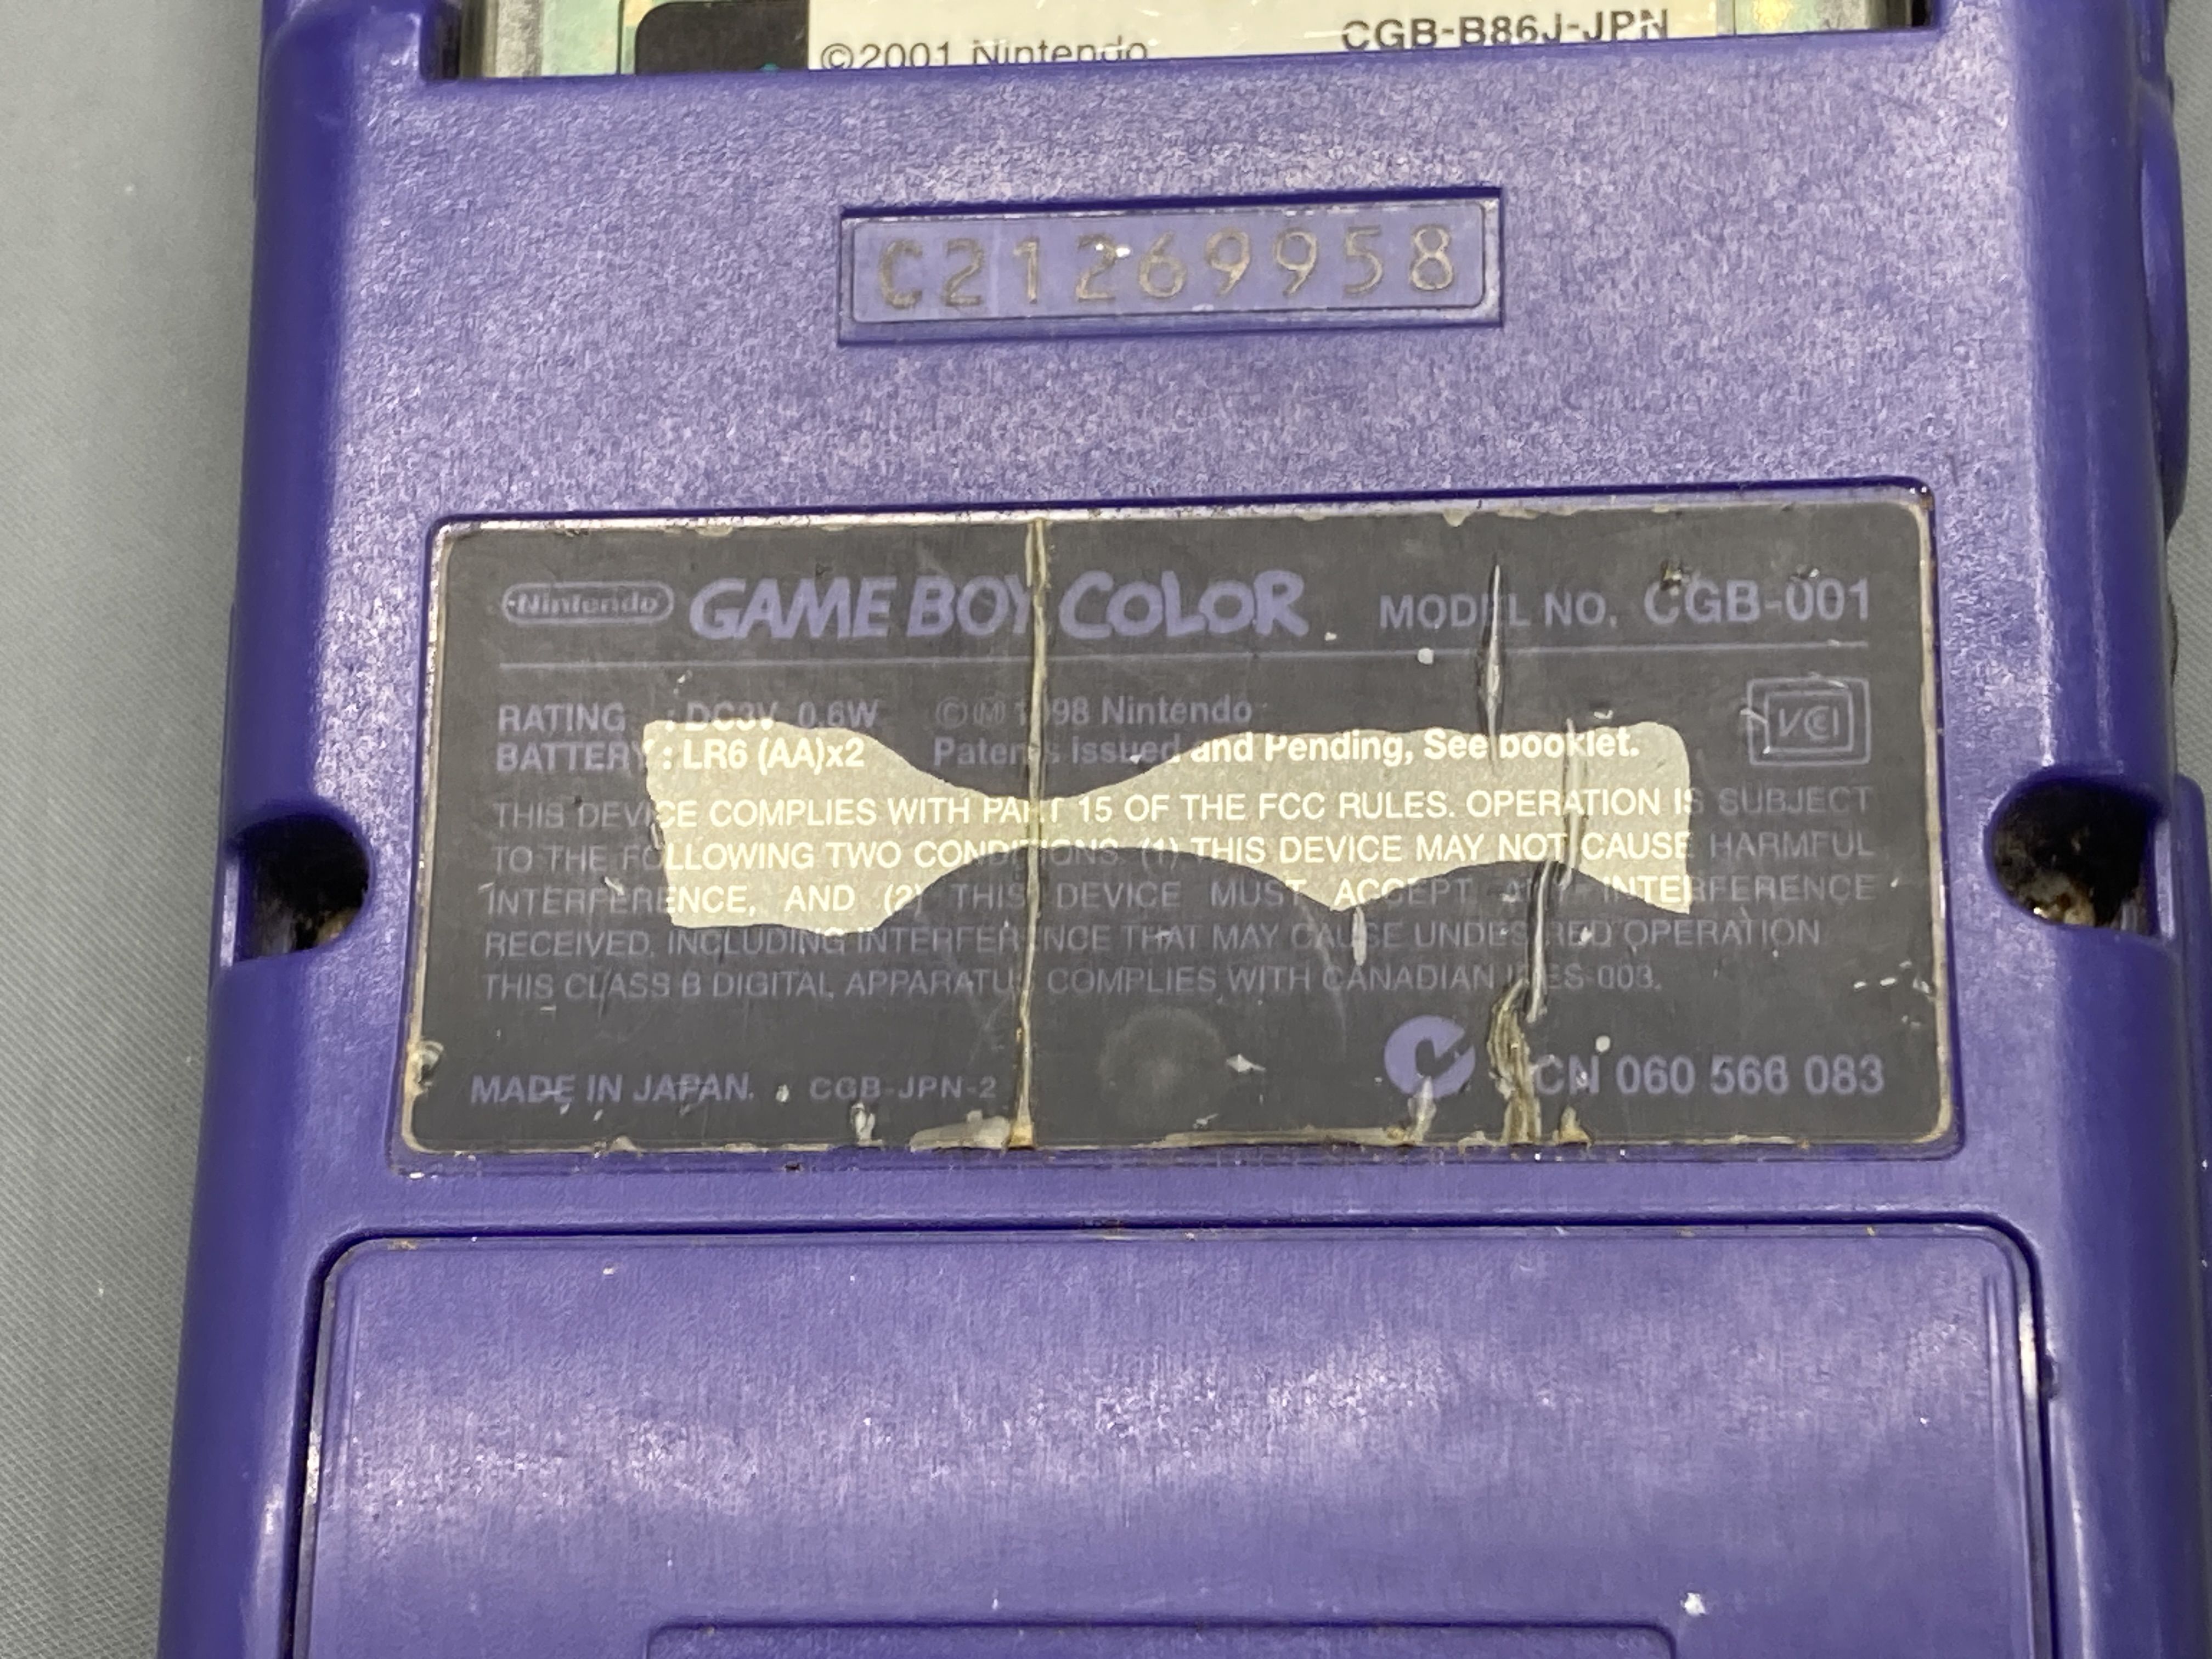 ©2001 Nintendo CGB-B86J-JPN
C21269958
Nintendo GAME BOY COLOR MODEL NO. CGB-001
RATING : DC3V 0.6W ©Ⓜ1998 Nintendo
BATTERY : LR6 (AA)x2 Patents issued and Pending, See booklet.
VCI
THIS DEVICE COMPLIES WITH PART 15 OF THE FCC RULES. OPERATION IS SUBJECT
TO THE FOLLOWING TWO CONDITIONS: (1) THIS DEVICE MAY NOT CAUSE HARMFUL
INTERFERENCE, AND (2) THIS DEVICE MUST ACCEPT ANY INTERFERENCE
RECEIVED, INCLUDING INTERFERENCE THAT MAY CAUSE UNDESIRED OPERATION.
THIS CLASS B DIGITAL APPARATUS COMPLIES WITH CANADIAN ICES-003.
MADE IN JAPAN. CGB-JPN-2 ACN 060 566 083